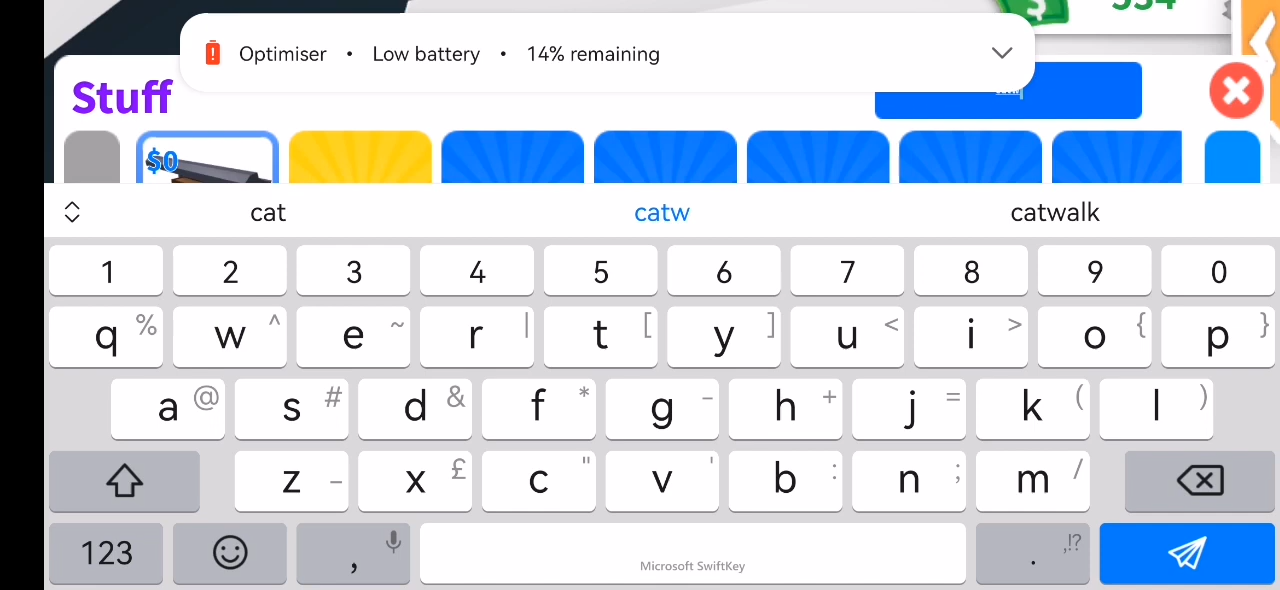 Optimiser • Low battery • 14% remaining
Stuff
$0
cat catw catwalk
1 2 3 4 5 6 7 8 9 0
q % w ^ e ~ r | t [ y ] u < i > o { p }
a @ s # d & f * g - h + j = k ( l )
z _ x £ c " v ' b : n ; m /
123 , Microsoft SwiftKey . ,!?